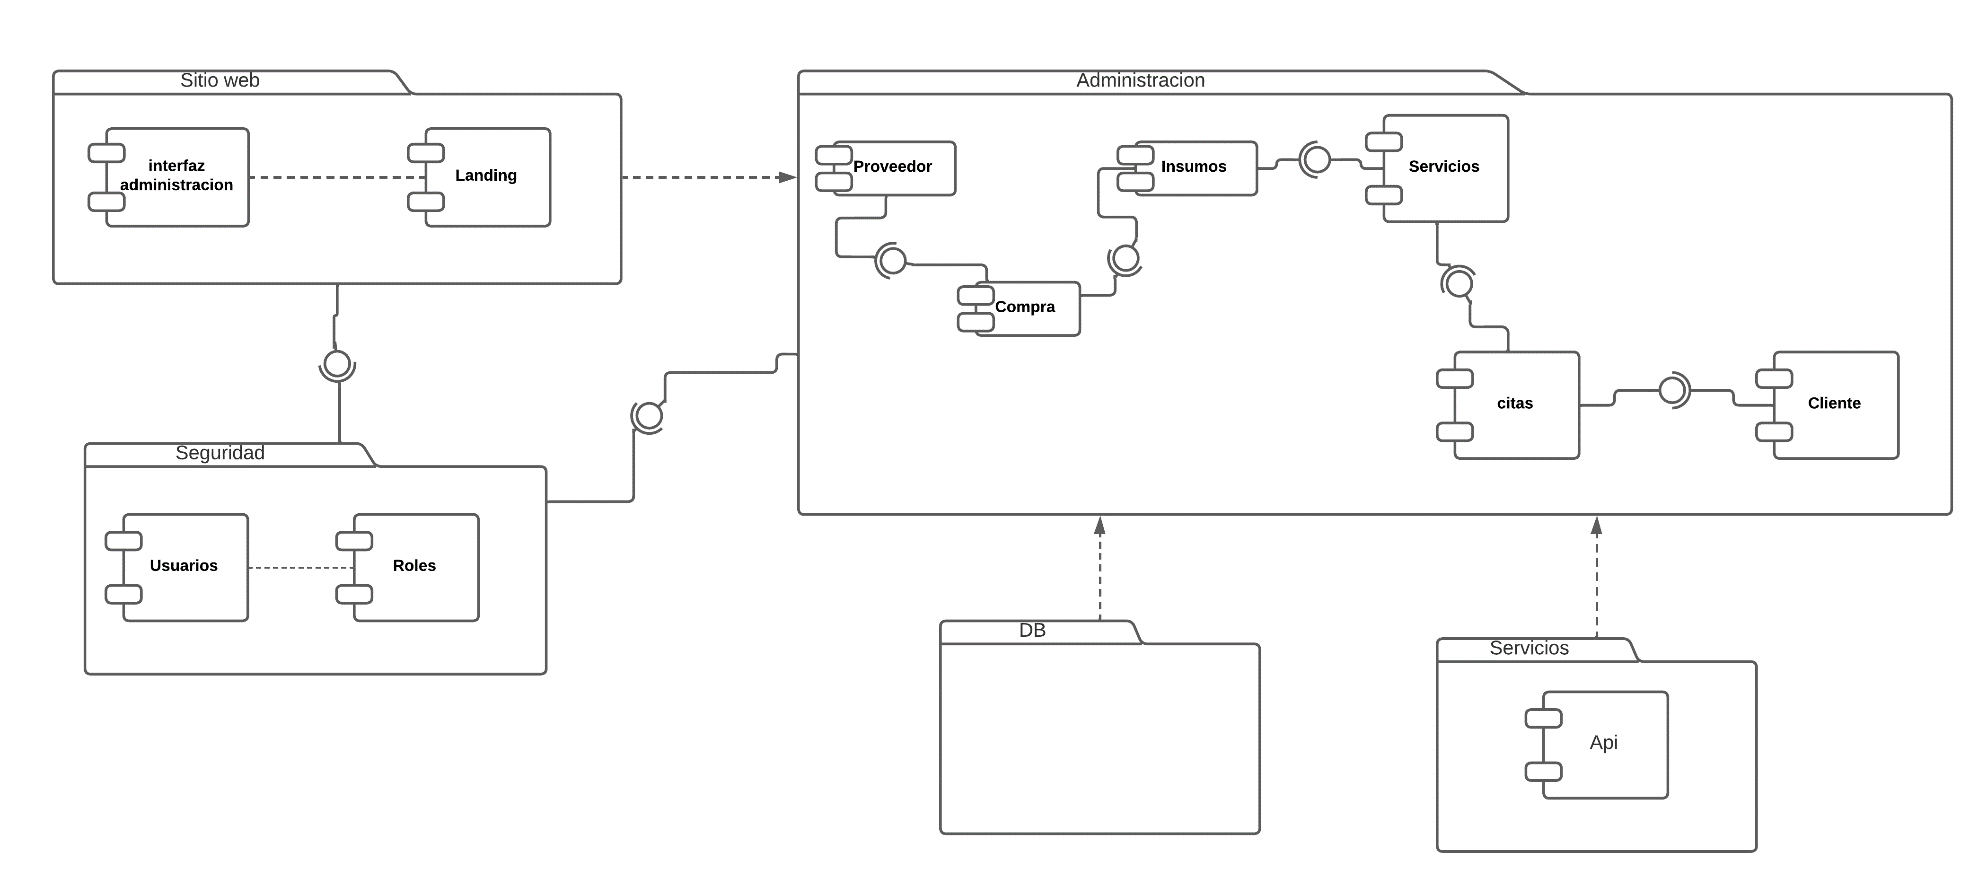 Sitio web
interfaz
administracion
Landing
Administracion
Proveedor
Insumos
Servicios
Compra
citas
Cliente
Seguridad
Usuarios
Roles
DB
Servicios
Api